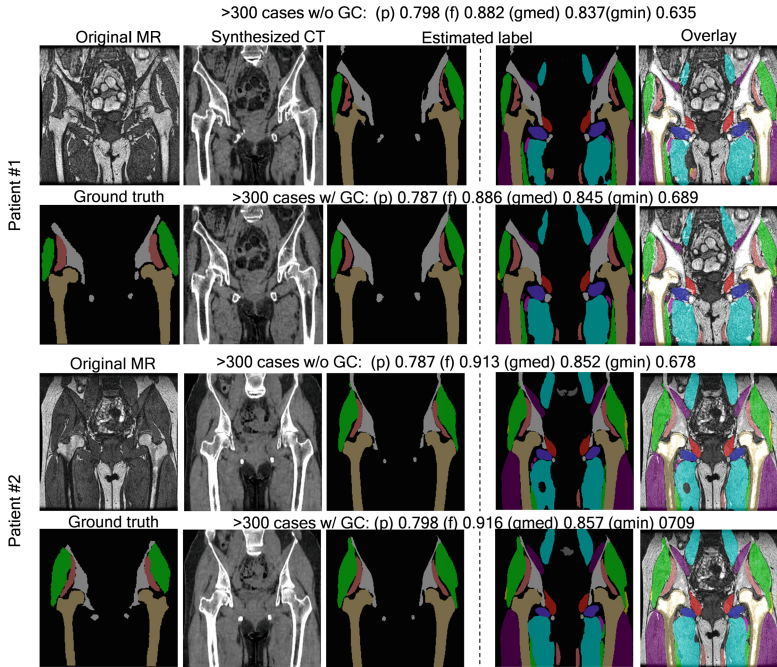 >300 cases w/o GC: (p) 0.798 (f) 0.882 (gmed) 0.837(gmin) 0.635
Original MR Synthesized CT Estimated label Overlay
Patient #1
Ground truth >300 cases w/ GC: (p) 0.787 (f) 0.886 (gmed) 0.845 (gmin) 0.689
Original MR >300 cases w/o GC: (p) 0.787 (f) 0.913 (gmed) 0.852 (gmin) 0.678
Patient #2
Ground truth >300 cases w/ GC: (p) 0.798 (f) 0.916 (gmed) 0.857 (gmin) 0709